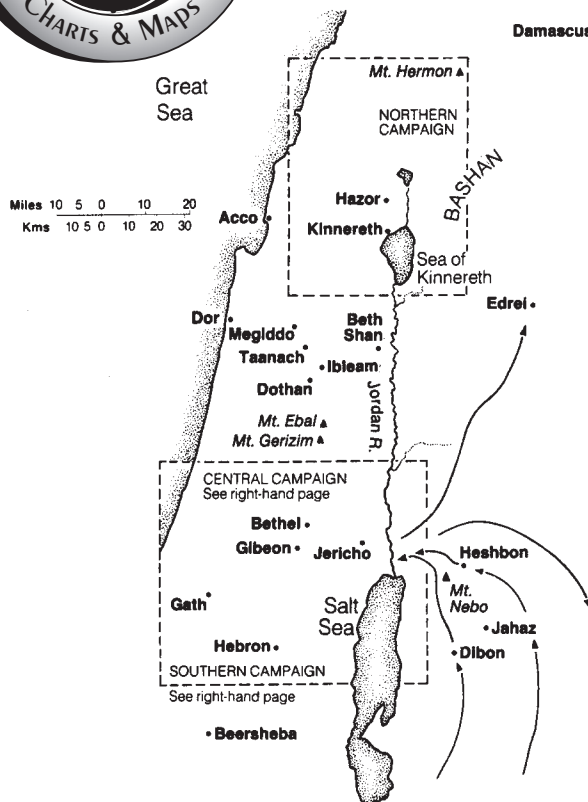 CHARTS & MAPS
Damascus
Great
Sea
Mt. Hermon
NORTHERN
CAMPAIGN
BASHAN
Miles 10 5 0 10 20
Kms 10 5 0 10 20 30
Hazor
Acco
Kinnereth
Sea of
Kinnereth
Edrei
Dor
Megiddo
Beth
Shan
Taanach
Ibleam
Dothan
Jordan R.
Mt. Ebal
Mt. Gerizim
CENTRAL CAMPAIGN
See right-hand page
Bethel
Gibeon
Jericho
Heshbon
Mt.
Nebo
Gath
Salt
Sea
Jahaz
Hebron
Dibon
SOUTHERN CAMPAIGN
See right-hand page
Beersheba